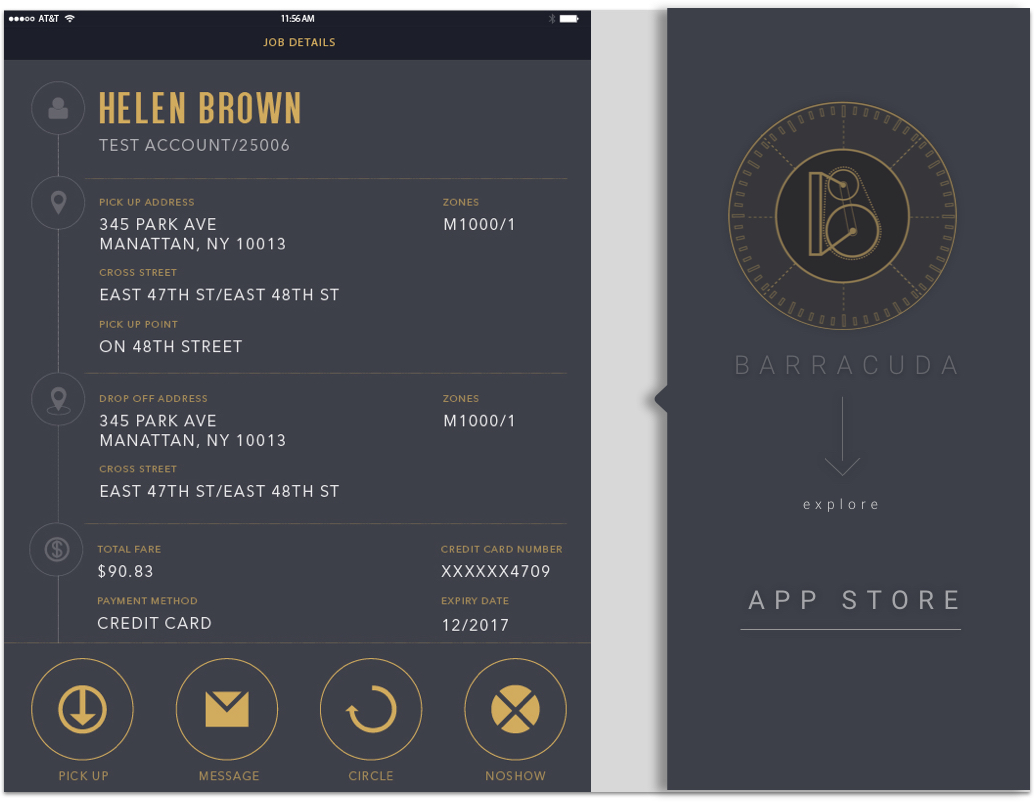 AT&T
11:56 AM
JOB DETAILS
HELEN BROWN
TEST ACCOUNT/25006
PICK UP ADDRESS
ZONES
345 PARK AVE
M1000/1
MANATTAN, NY 10013
CROSS STREET
EAST 47TH ST/EAST 48TH ST
PICK UP POINT
ON 48TH STREET
DROP OFF ADDRESS
ZONES
345 PARK AVE
M1000/1
MANATTAN, NY 10013
CROSS STREET
EAST 47TH ST/EAST 48TH ST
TOTAL FARE
CREDIT CARD NUMBER
$90.83
XXXXXX4709
PAYMENT METHOD
EXPIRY DATE
CREDIT CARD
12/2017
PICK UP
MESSAGE
CIRCLE
NOSHOW
B
BARRACUDA
explore
APP STORE